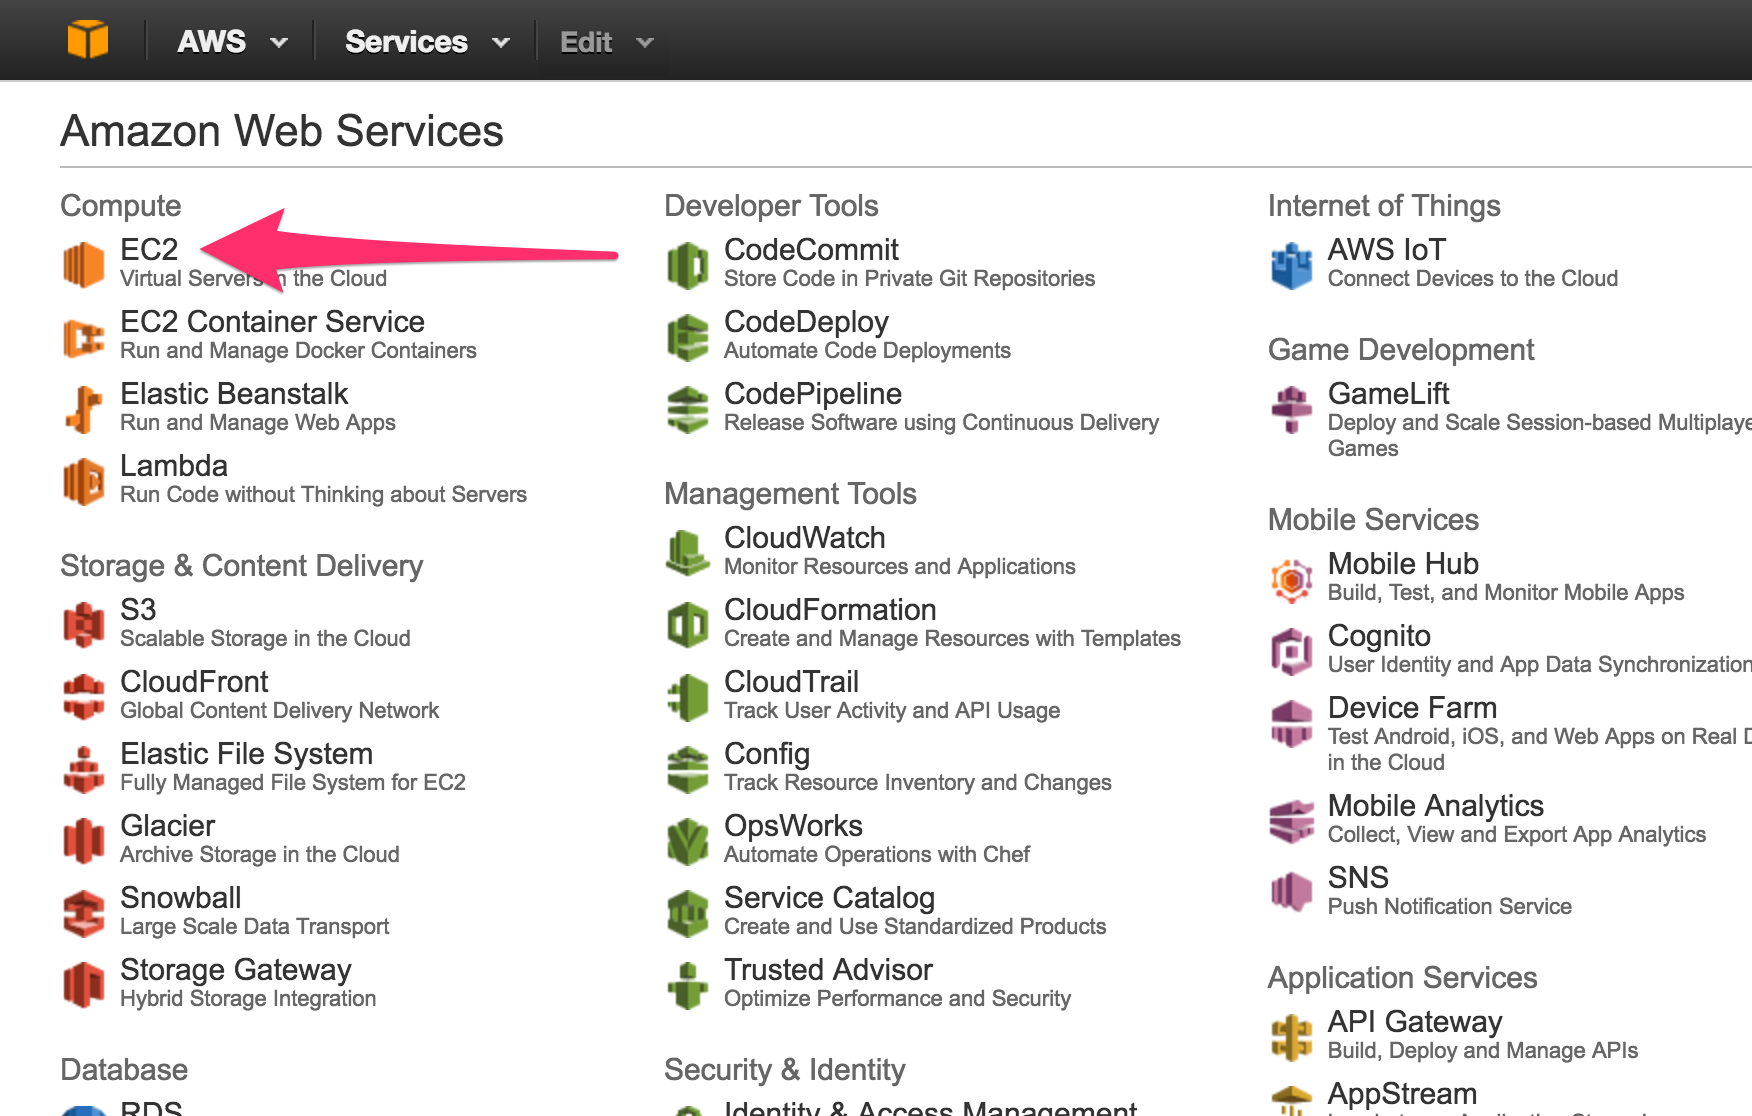 AWS
Services
Edit
Amazon Web Services
Compute
EC2
Virtual Servers in the Cloud
EC2 Container Service
Run and Manage Docker Containers
Elastic Beanstalk
Run and Manage Web Apps
Lambda
Run Code without Thinking about Servers
Storage & Content Delivery
S3
Scalable Storage in the Cloud
CloudFront
Global Content Delivery Network
Elastic File System
Fully Managed File System for EC2
Glacier
Archive Storage in the Cloud
Snowball
Large Scale Data Transport
Storage Gateway
Hybrid Storage Integration
Database
RDS
Developer Tools
CodeCommit
Store Code in Private Git Repositories
CodeDeploy
Automate Code Deployments
CodePipeline
Release Software using Continuous Delivery
Management Tools
CloudWatch
Monitor Resources and Applications
CloudFormation
Create and Manage Resources with Templates
CloudTrail
Track User Activity and API Usage
Config
Track Resource Inventory and Changes
OpsWorks
Automate Operations with Chef
Service Catalog
Create and Use Standardized Products
Trusted Advisor
Optimize Performance and Security
Security & Identity
Identity & Access Management
Internet of Things
AWS IoT
Connect Devices to the Cloud
Game Development
GameLift
Deploy and Scale Session-based Multiplaye
Games
Mobile Services
Mobile Hub
Build, Test, and Monitor Mobile Apps
Cognito
User Identity and App Data Synchronization
Device Farm
Test Android, iOS, and Web Apps on Real D
in the Cloud
Mobile Analytics
Collect, View and Export App Analytics
SNS
Push Notification Service
Application Services
API Gateway
Build, Deploy and Manage APIs
AppStream